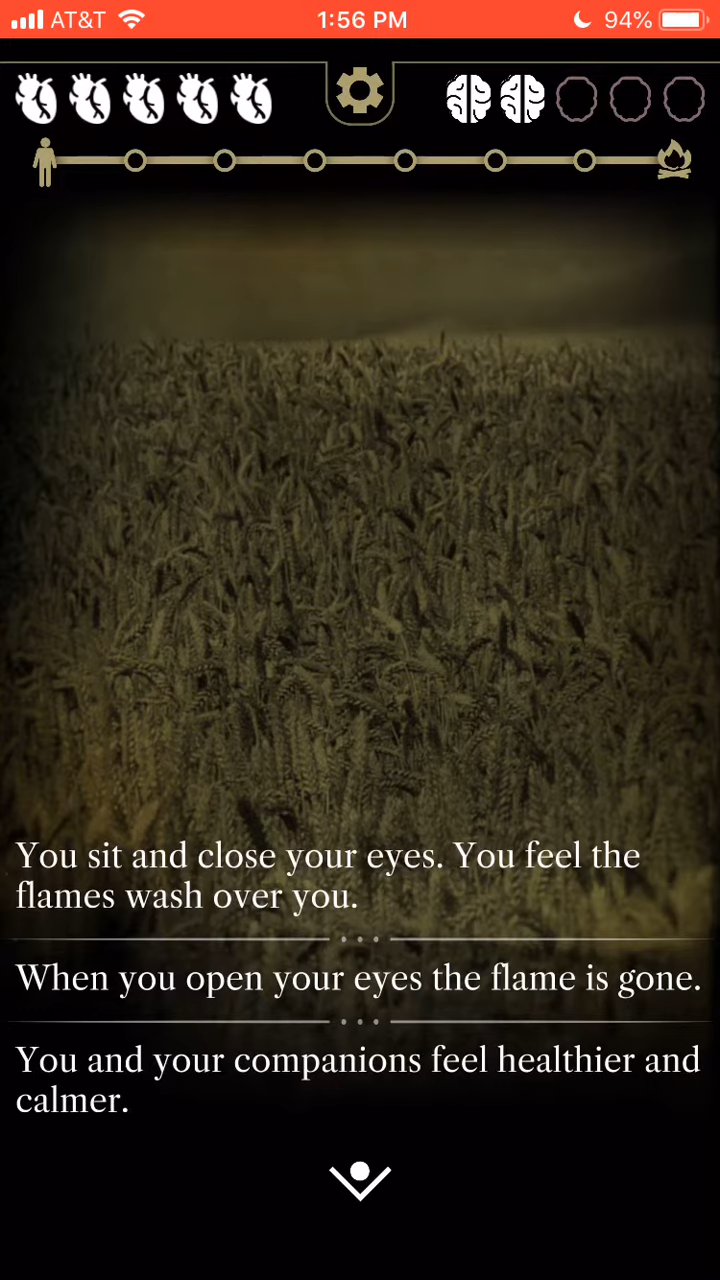 AT&T 1:56 PM 94%
You sit and close your eyes. You feel the
flames wash over you.
When you open your eyes the flame is gone.
You and your companions feel healthier and
calmer.